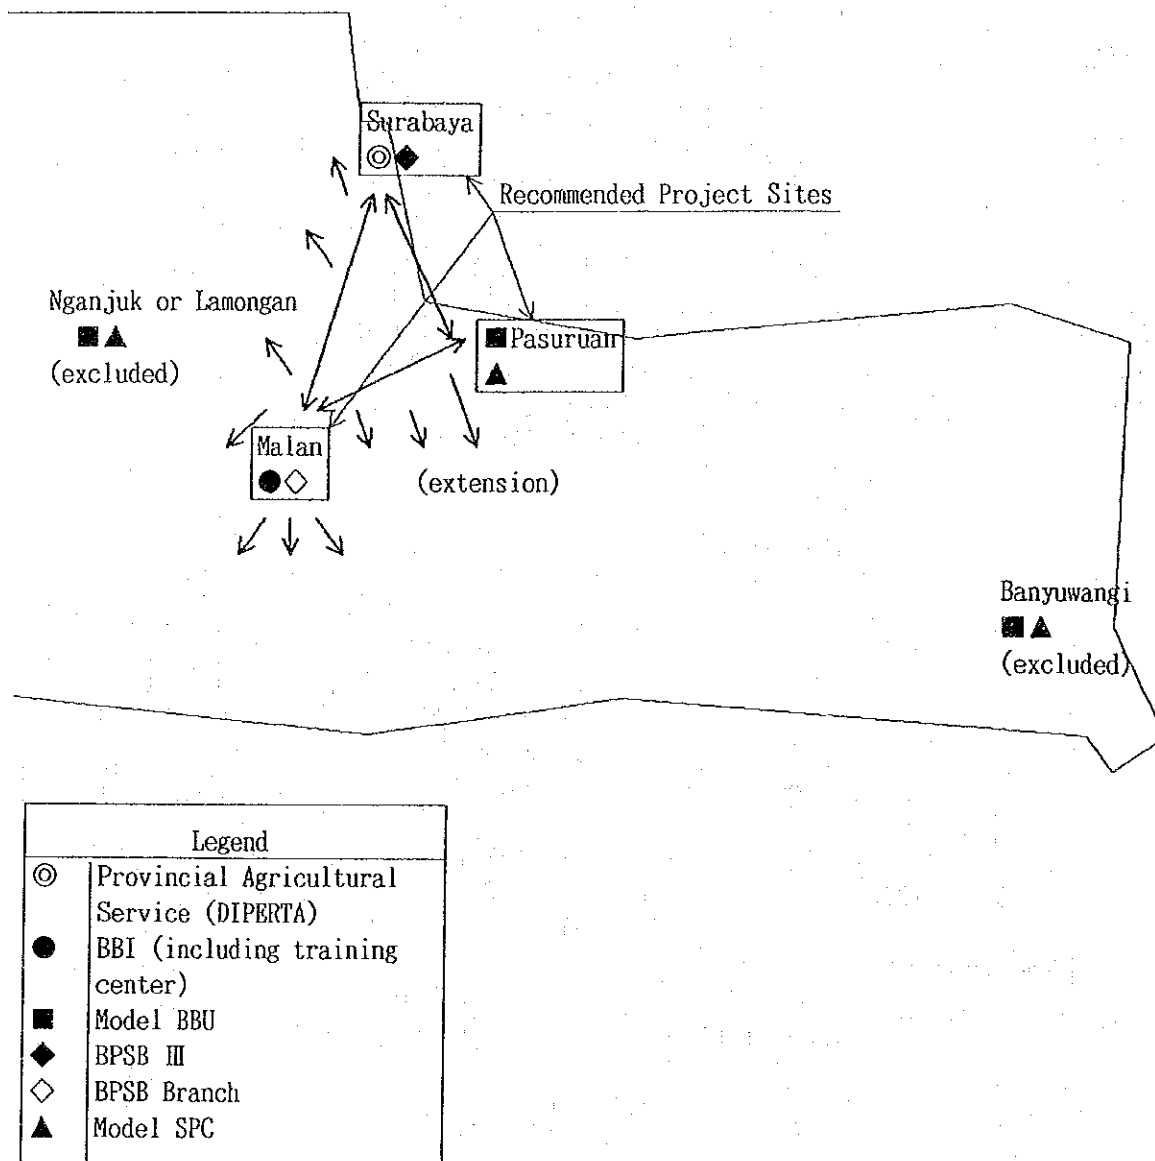 Surabaya
◎◆
Recommended Project Sites
Nganjuk or Lamongan
■▲
(excluded)
■Pasuruan
▲
Malan
●◇
(extension)
Banyuwangi
■▲
(excluded)
Legend
◎ Provincial Agricultural
Service (DIPERTA)
● BBI (including training
center)
■ Model BBU
◆ BPSB Ⅲ
◇ BPSB Branch
▲ Model SPC